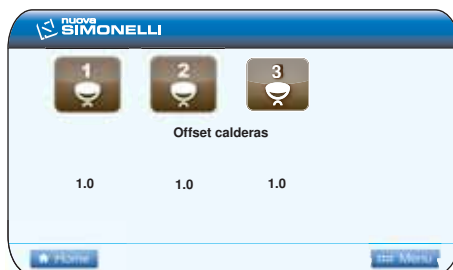 nuova
SIMONELLI
1 2 3
Offset calderas
1.0 1.0 1.0
Home Menu